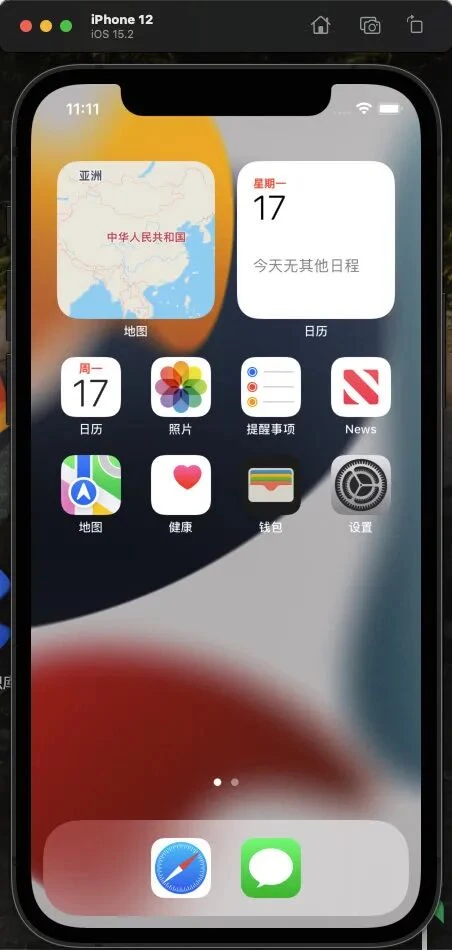 iPhone 12
iOS 15.2
11:11
亚洲
中华人民共和国
地图
星期一
17
今天无其他日程
日历
周一
17
日历
照片
提醒事项
News
地图
健康
钱包
设置